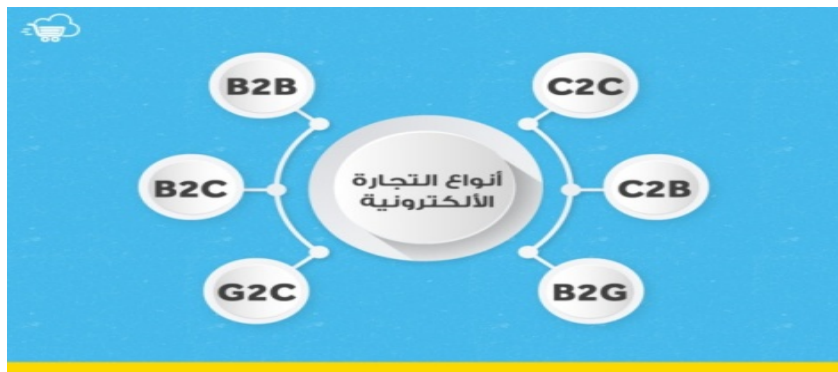 B2B
C2C
أنواع التجارة
الألكترونية
B2C
C2B
G2C
B2G